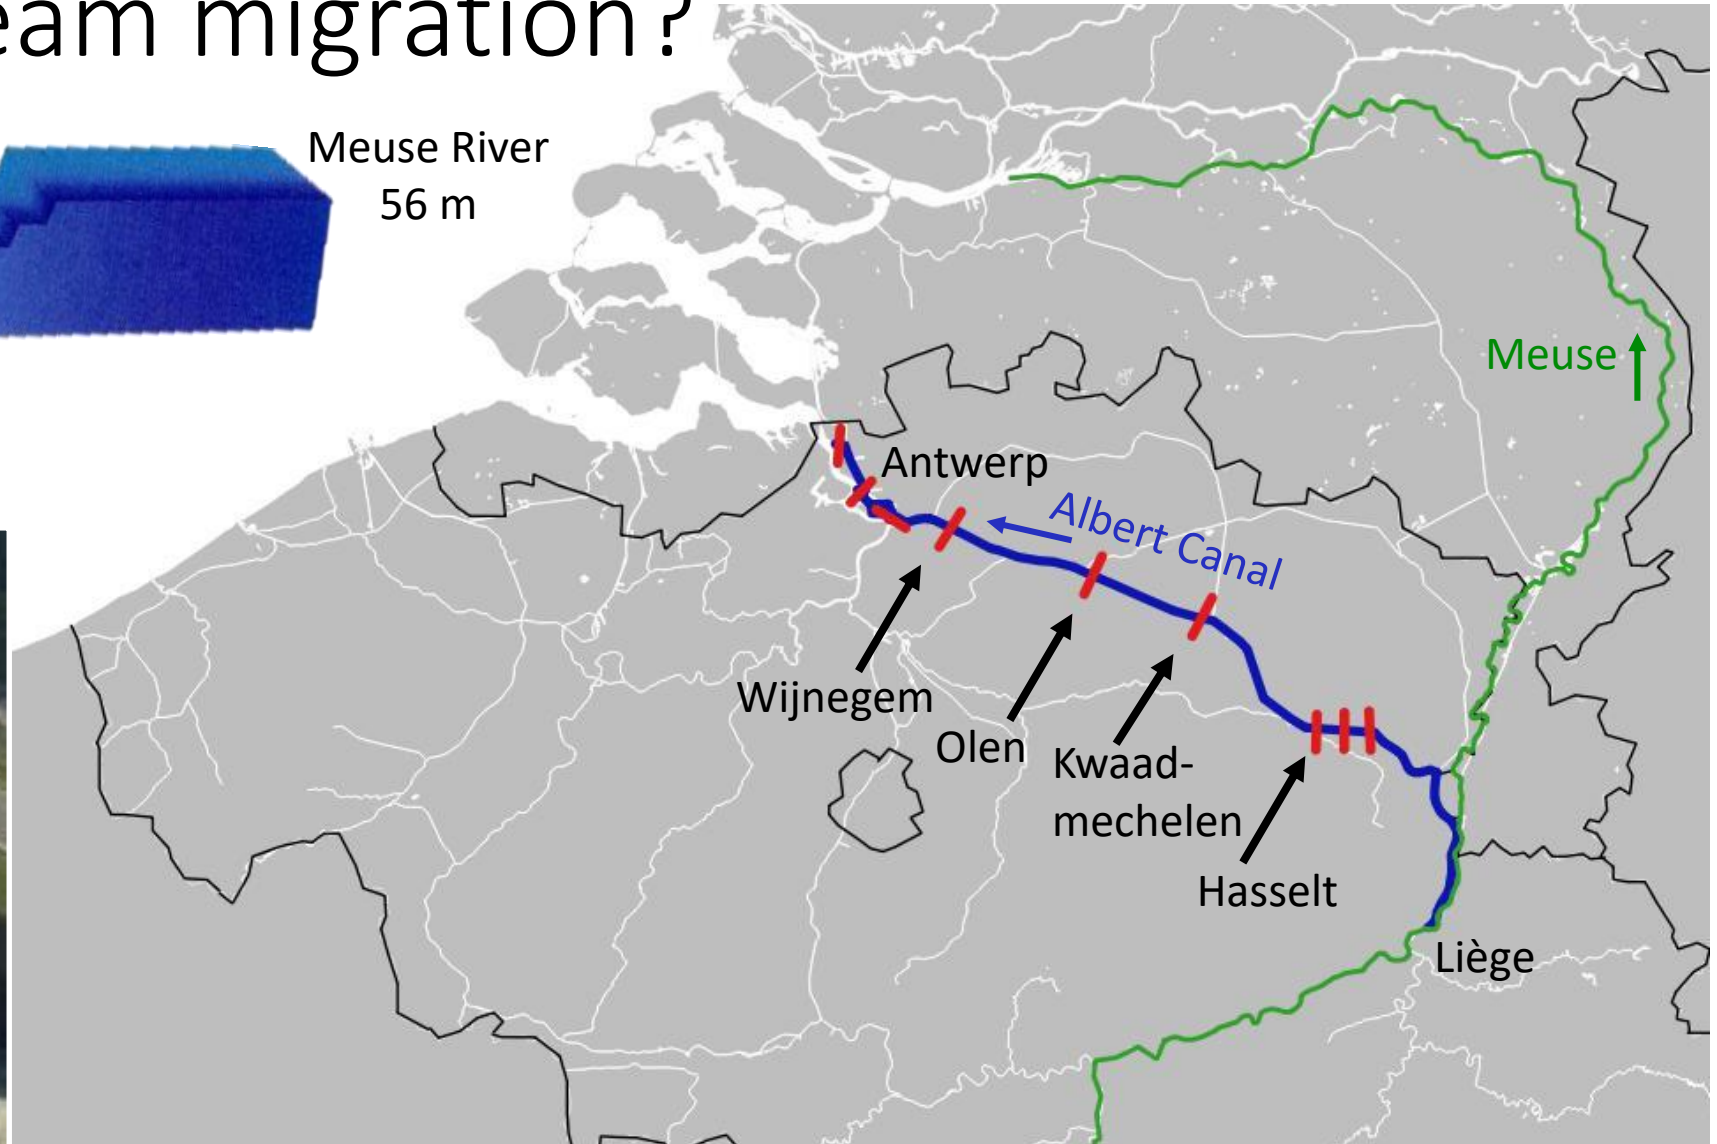 eam migration?
Meuse River
56 m
Meuse
Antwerp
Albert Canal
Wijnegem
Olen
Kwaad-
mechelen
Hasselt
Liège